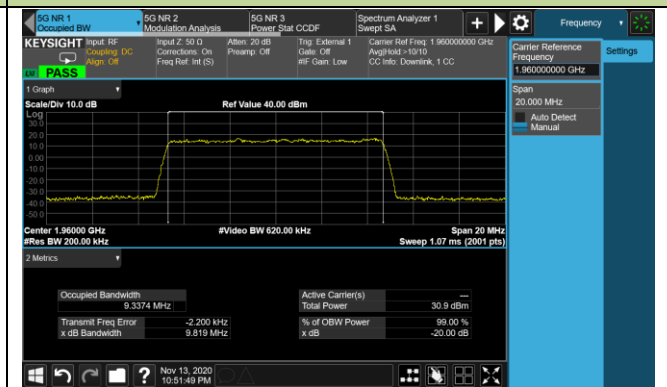 5G NR 1
Occupied BW
5G NR 2
Modulation Analysis
5G NR 3
Power Stat CCDF
Spectrum Analyzer 1
Swept SA
+
Frequency
KEYSIGHT
Input: RF
Coupling: DC
Align: Off
Input Z: 50 Ω
Corrections: On
Freq Ref: Int (S)
Atten: 20 dB
Preamp: Off
Trig: External 1
Gate: Off
#IF Gain: Low
Carrier Ref Freq: 1.960000000 GHz
Avg|Hold:>10/10
CC Info: Downlink, 1 CC
PASS
Carrier Reference
Frequency
1.960000000 GHz
Settings
Span
20.000 MHz
Auto Detect
Manual
1 Graph
Scale/Div 10.0 dB
Ref Value 40.00 dBm
Log
30.0
20.0
10.0
0.00
-10.0
-20.0
-30.0
-40.0
-50.0
Center 1.96000 GHz
#Video BW 620.00 kHz
Span 20 MHz
#Res BW 200.00 kHz
Sweep 1.07 ms (2001 pts)
2 Metrics
Occupied Bandwidth
9.3374 MHz
Active Carrier(s)
---
Total Power
30.9 dBm
Transmit Freq Error
-2.200 kHz
% of OBW Power
99.00 %
x dB Bandwidth
9.819 MHz
x dB
-20.00 dB
?
Nov 13, 2020
10:51:49 PM